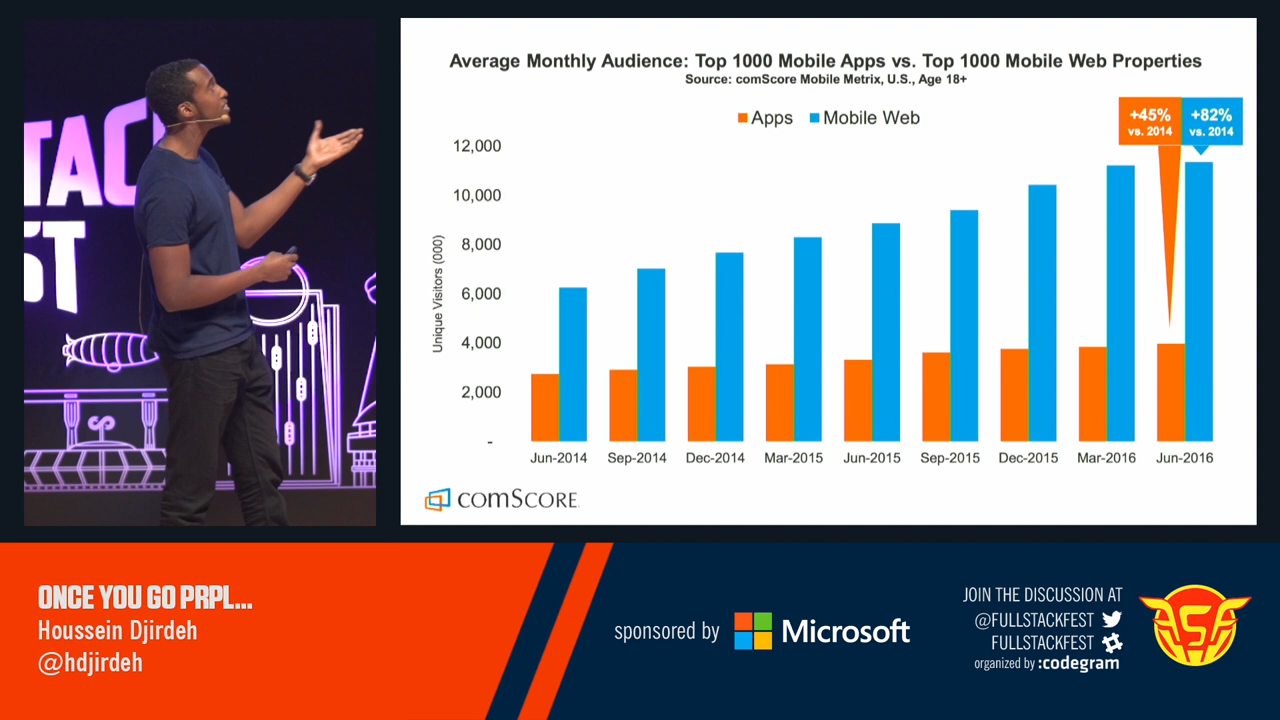 TAC
ST
Average Monthly Audience: Top 1000 Mobile Apps vs. Top 1000 Mobile Web Properties
Source: comScore Mobile Metrix, U.S., Age 18+
Apps Mobile Web
+45%
vs. 2014
+82%
vs. 2014
Unique Visitors (000)
12,000
10,000
8,000
6,000
4,000
2,000
-
Jun-2014 Sep-2014 Dec-2014 Mar-2015 Jun-2015 Sep-2015 Dec-2015 Mar-2016 Jun-2016
comScore
ONCE YOU GO PRPL...
Houssein Djirdeh
@hdjirdeh
sponsored by Microsoft
JOIN THE DISCUSSION AT
@FULLSTACKFEST
FULLSTACKFEST
organized by :codegram